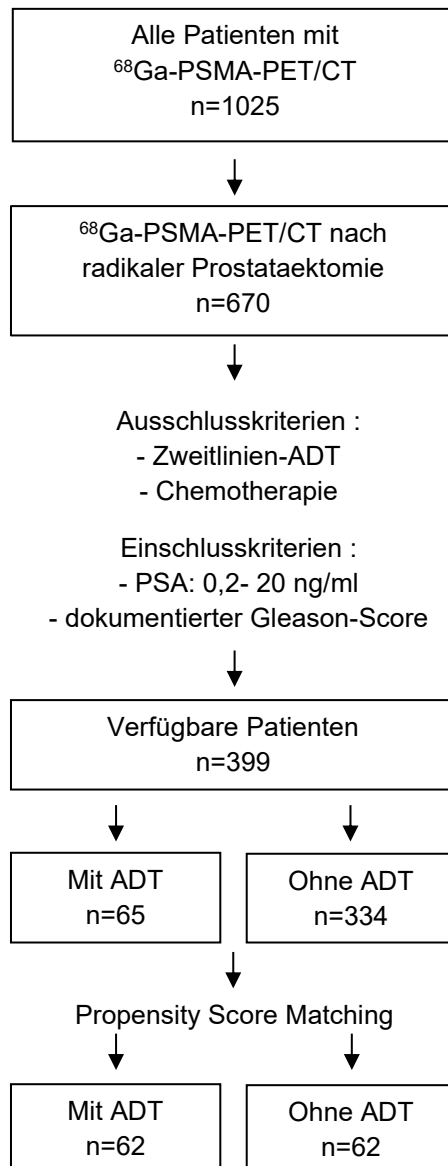 Alle Patienten mit
⁶⁸Ga-PSMA-PET/CT
n=1025
⁶⁸Ga-PSMA-PET/CT nach
radikaler Prostataektomie
n=670
Ausschlusskriterien :
- Zweitlinien-ADT
- Chemotherapie
Einschlusskriterien :
- PSA: 0,2- 20 ng/ml
- dokumentierter Gleason-Score
Verfügbare Patienten
n=399
Mit ADT
n=65
Ohne ADT
n=334
Propensity Score Matching
Mit ADT
n=62
Ohne ADT
n=62